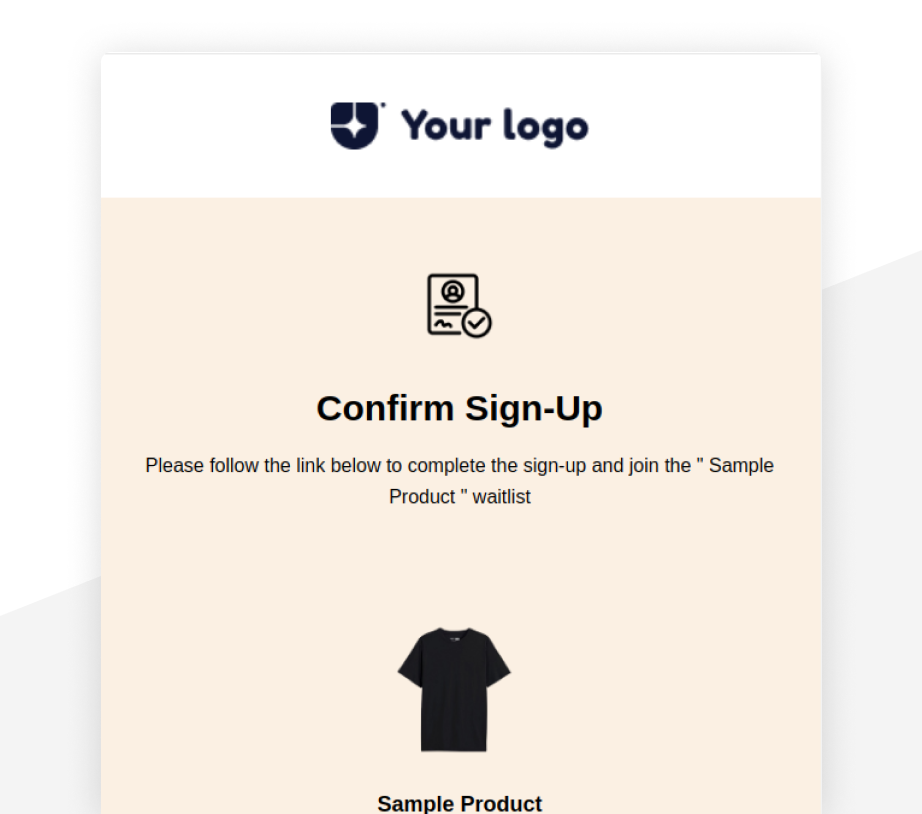 Your logo
Confirm Sign-Up
Please follow the link below to complete the sign-up and join the " Sample
Product " waitlist
Sample Product